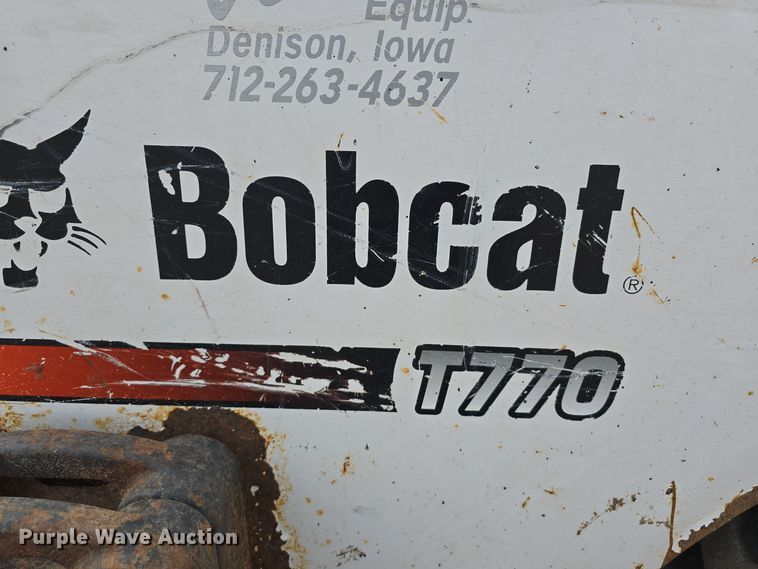 Equip.
Denison, Iowa
712-263-4637
Bobcat®
T770
Purple Wave Auction